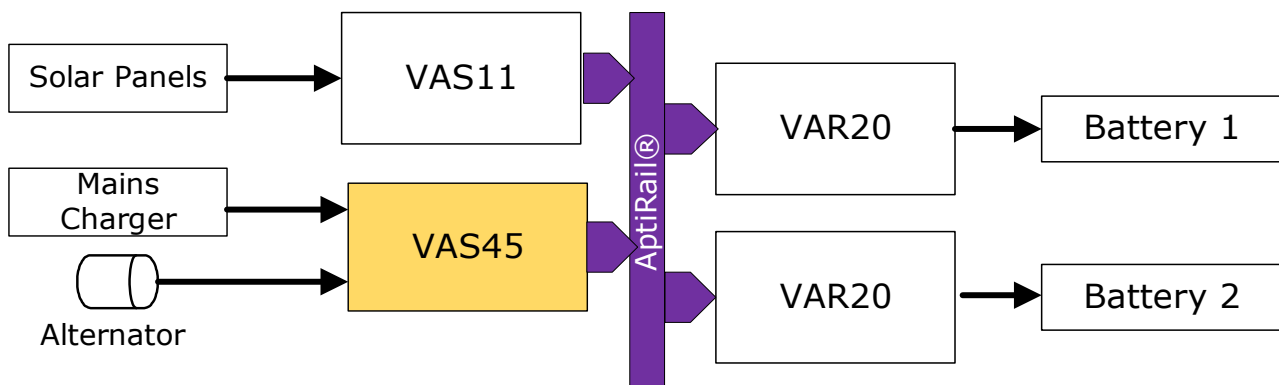 Solar Panels
VAS11
Mains
Charger
VAS45
Alternator
AptiRail®
VAR20
Battery 1
VAR20
Battery 2